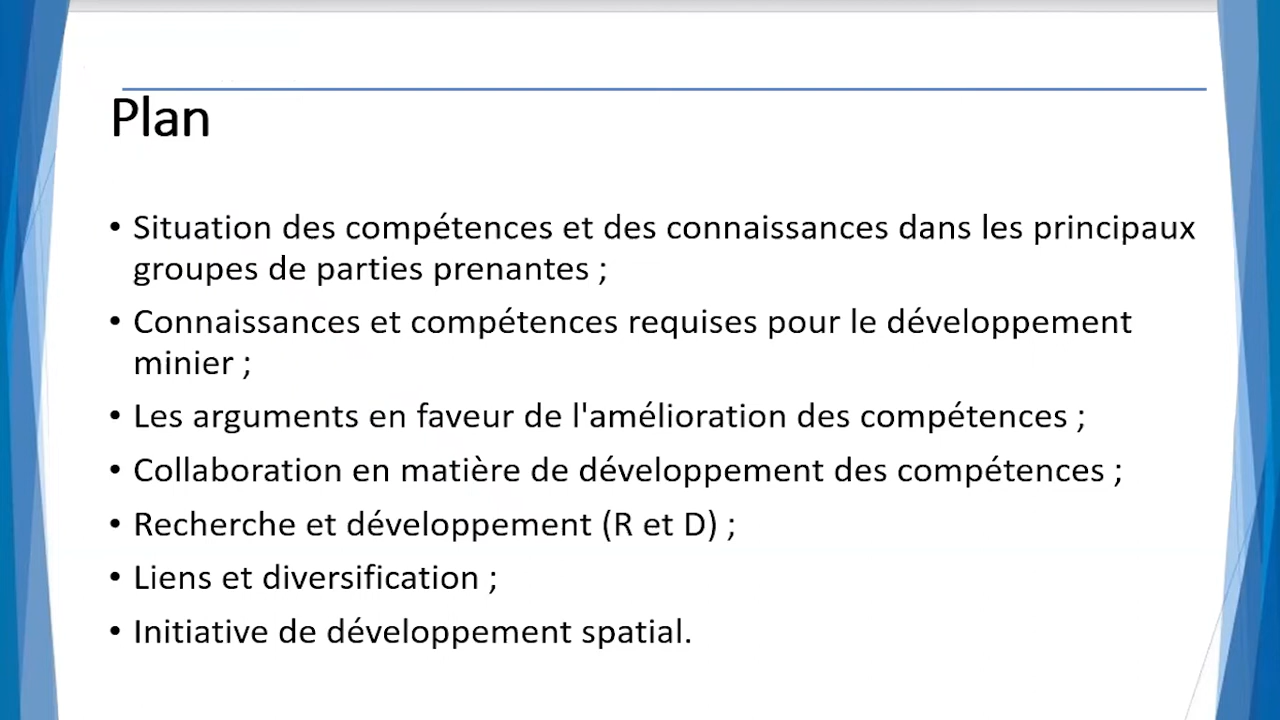 Plan
• Situation des compétences et des connaissances dans les principaux
groupes de parties prenantes ;
• Connaissances et compétences requises pour le développement
minier ;
• Les arguments en faveur de l'amélioration des compétences ;
• Collaboration en matière de développement des compétences ;
• Recherche et développement (R et D) ;
• Liens et diversification ;
• Initiative de développement spatial.